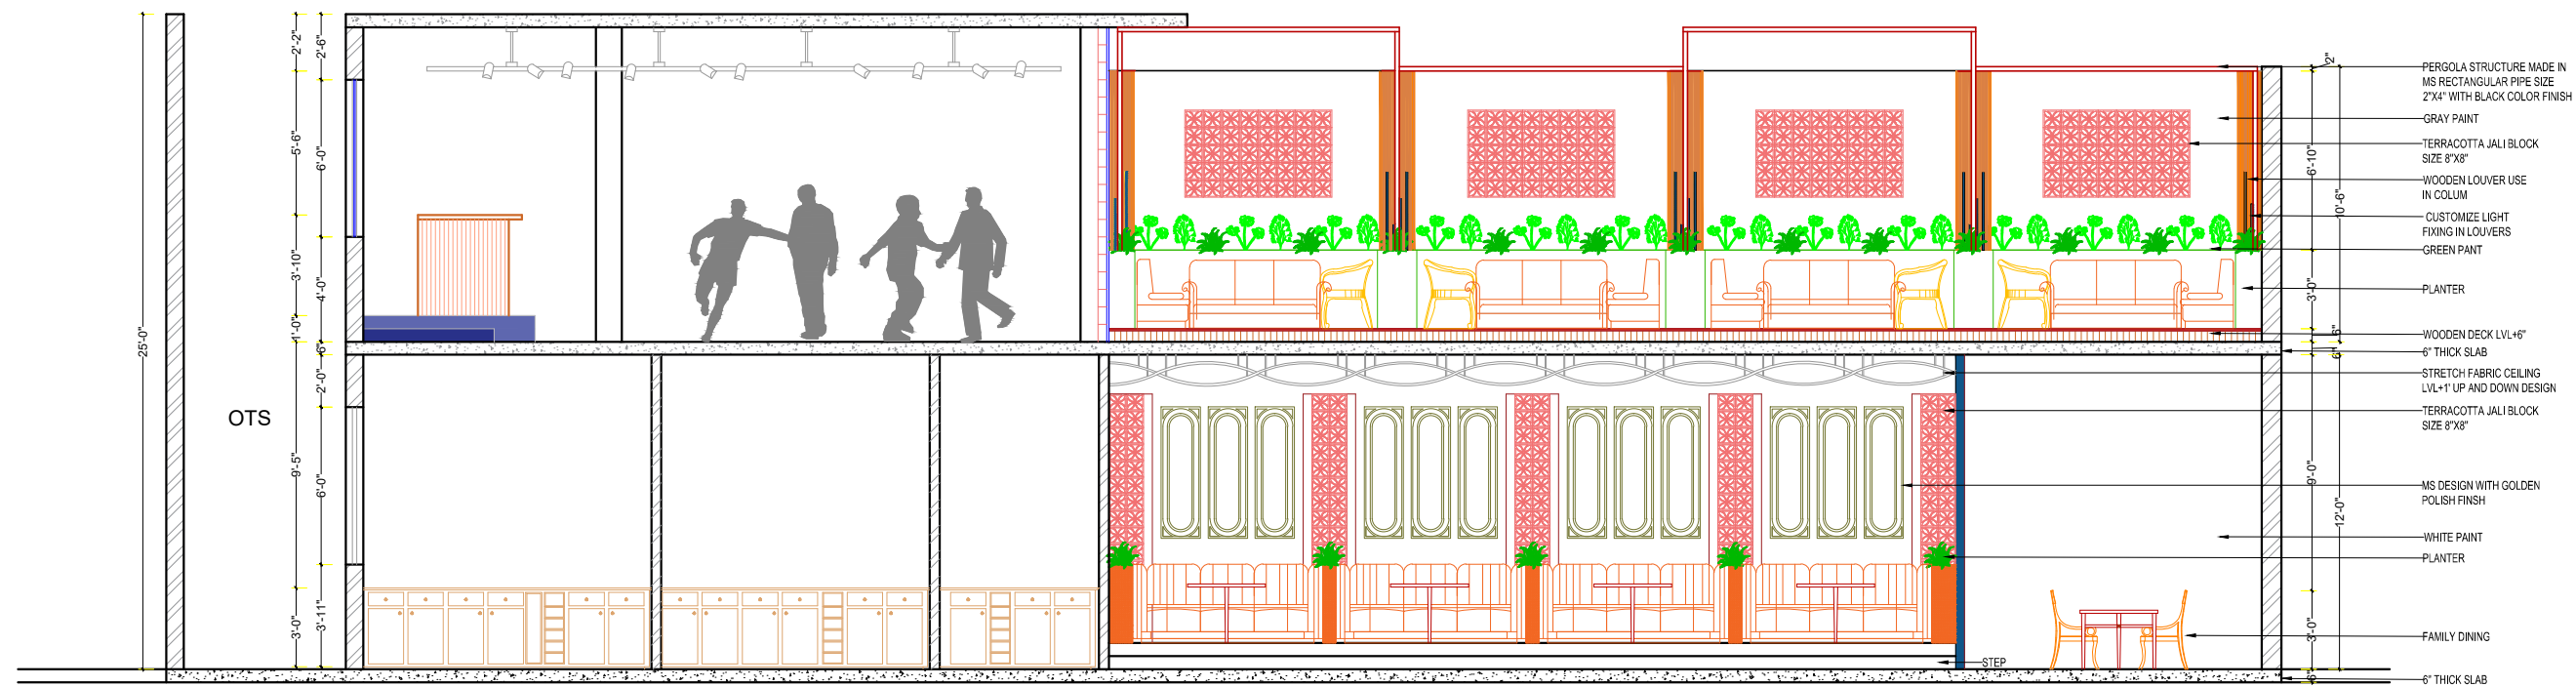 25'-0"
OTS
2'-2"
5'-6"
3'-10"
1'-0"
9'-5"
3'-0"
2'-6"
6'-0"
4'-0"
6"
2'-0"
6'-0"
3'-11"
2"
6'-10"
3'-0"
6"
6"
9'-0"
3'-0"
6"
10'-6"
12'-0"
PERGOLA STRUCTURE MADE IN
MS RECTANGULAR PIPE SIZE
2"X4" WITH BLACK COLOR FINISH
GRAY PAINT
TERRACOTTA JALI BLOCK
SIZE 8"X8"
WOODEN LOUVER USE
IN COLUM
CUSTOMIZE LIGHT
FIXING IN LOUVERS
GREEN PANT
PLANTER
WOODEN DECK LVL+6"
6" THICK SLAB
STRETCH FABRIC CEILING
LVL+1' UP AND DOWN DESIGN
TERRACOTTA JALI BLOCK
SIZE 8"X8"
MS DESIGN WITH GOLDEN
POLISH FINSH
WHITE PAINT
PLANTER
FAMILY DINING
STEP
6" THICK SLAB